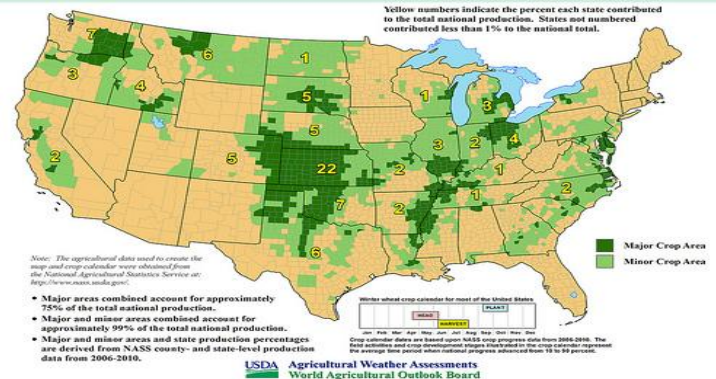 Yellow numbers indicate the percent each state contributed
to the total national production. States not numbered
contributed less than 1% to the national total.
7
6
1
3
4
5
1
3
5
2
5
3
2
4
22
2
1
7
2
1
2
6
Major Crop Area
Minor Crop Area
Note: The agricultural data used to create the
map and crop calendar were obtained from
the National Agricultural Statistics Service at:
http://www.nass.usda.gov/.
• Major areas combined account for approximately
75% of the total national production.
• Major and minor areas combined account for
approximately 99% of the total national production.
• Major and minor areas and state production percentages
are derived from NASS county- and state-level production
data from 2006-2010.
Winter wheat crop calendar for most of the United States
PLANT
HEAD
HARVEST
Jan Feb Mar Apr May Jun Jul Aug Sep Oct Nov Dec
Crop calendar dates are based upon NASS crop progress data from 2006-2010. The
field activities and crop development stages illustrated in the crop calendar represent
the average time period when national progress advanced from 10 to 90 percent.
USDA Agricultural Weather Assessments
World Agricultural Outlook Board